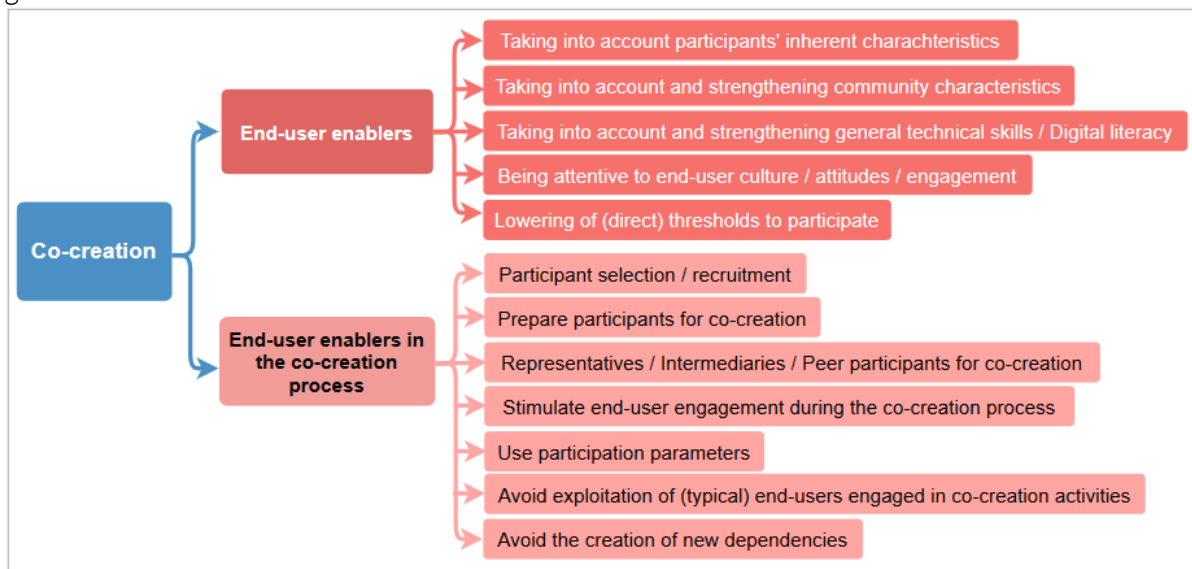 Co-creation
End-user enablers
Taking into account participants' inherent charachteristics
Taking into account and strengthening community characteristics
Taking into account and strengthening general technical skills / Digital literacy
Being attentive to end-user culture / attitudes / engagement
Lowering of (direct) thresholds to participate
End-user enablers in
the co-creation
process
Participant selection / recruitment
Prepare participants for co-creation
Representatives / Intermediaries / Peer participants for co-creation
Stimulate end-user engagement during the co-creation process
Use participation parameters
Avoid exploitation of (typical) end-users engaged in co-creation activities
Avoid the creation of new dependencies